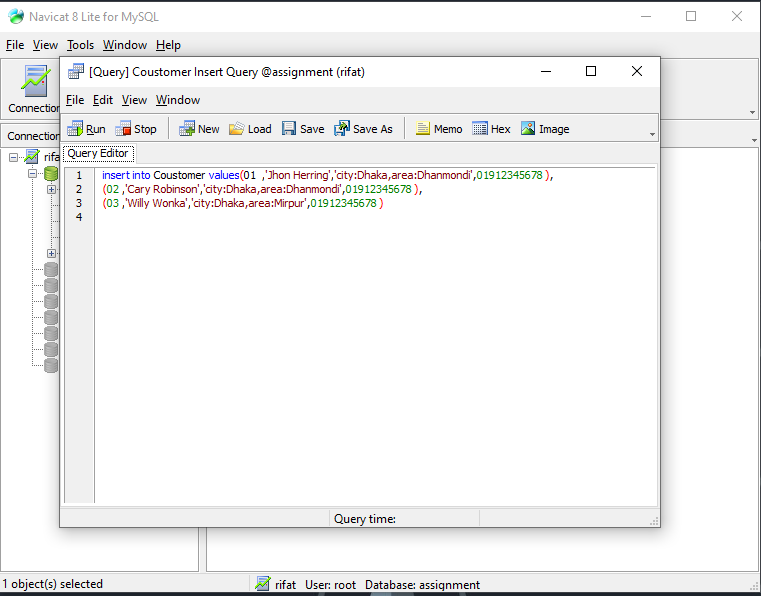 Navicat 8 Lite for MySQL
File View Tools Window Help
Connection
Connection
rifa
[Query] Coustomer Insert Query @assignment (rifat)
File Edit View Window
Run Stop New Load Save Save As Memo Hex Image
Query Editor
1 insert into Coustomer values(01 ,'Jhon Herring','city:Dhaka,area:Dhanmondi',01912345678 ),
2 (02 ,'Cary Robinson','city:Dhaka,area:Dhanmondi',01912345678 ),
3 (03 ,'Willy Wonka','city:Dhaka,area:Mirpur',01912345678 )
4
Query time:
1 object(s) selected rifat User: root Database: assignment